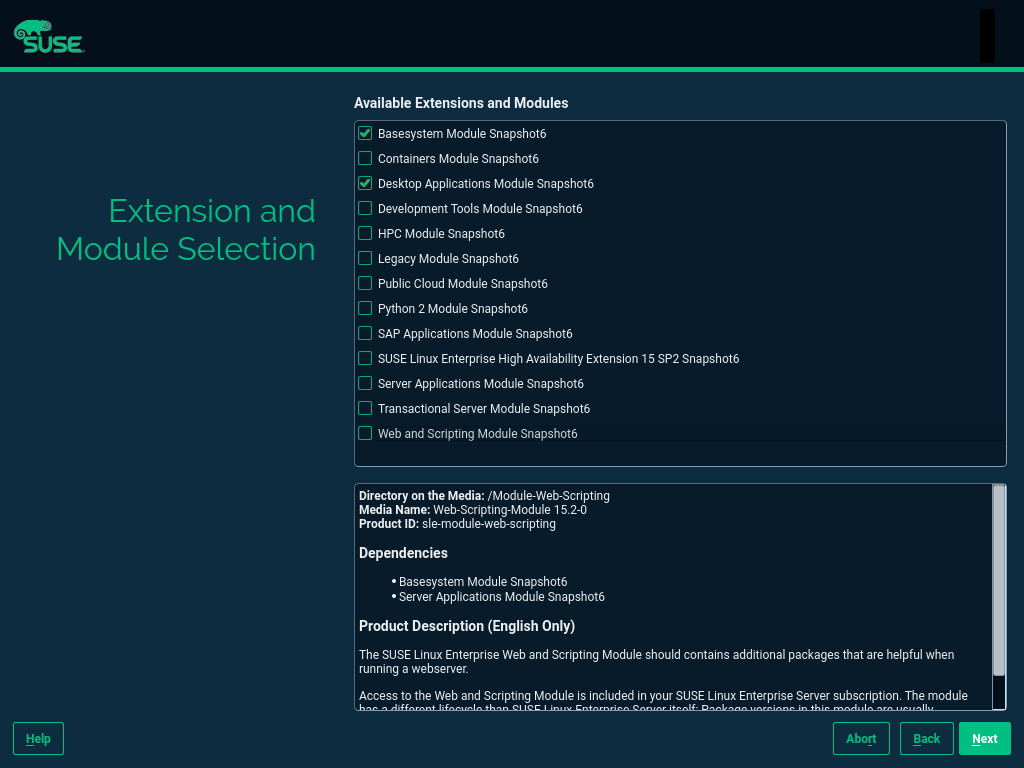 SUSE
Extension and
Module Selection
Available Extensions and Modules
Basesystem Module Snapshot6
Containers Module Snapshot6
Desktop Applications Module Snapshot6
Development Tools Module Snapshot6
HPC Module Snapshot6
Legacy Module Snapshot6
Public Cloud Module Snapshot6
Python 2 Module Snapshot6
SAP Applications Module Snapshot6
SUSE Linux Enterprise High Availability Extension 15 SP2 Snapshot6
Server Applications Module Snapshot6
Transactional Server Module Snapshot6
Web and Scripting Module Snapshot6
Directory on the Media: /Module-Web-Scripting
Media Name: Web-Scripting-Module 15.2-0
Product ID: sle-module-web-scripting
Dependencies
• Basesystem Module Snapshot6
• Server Applications Module Snapshot6
Product Description (English Only)
The SUSE Linux Enterprise Web and Scripting Module should contains additional packages that are helpful when
running a webserver.
Access to the Web and Scripting Module is included in your SUSE Linux Enterprise Server subscription. The module
has a different lifecycle than SUSE Linux Enterprise Server itself: Package versions in this module are usually
Help
Abort
Back
Next